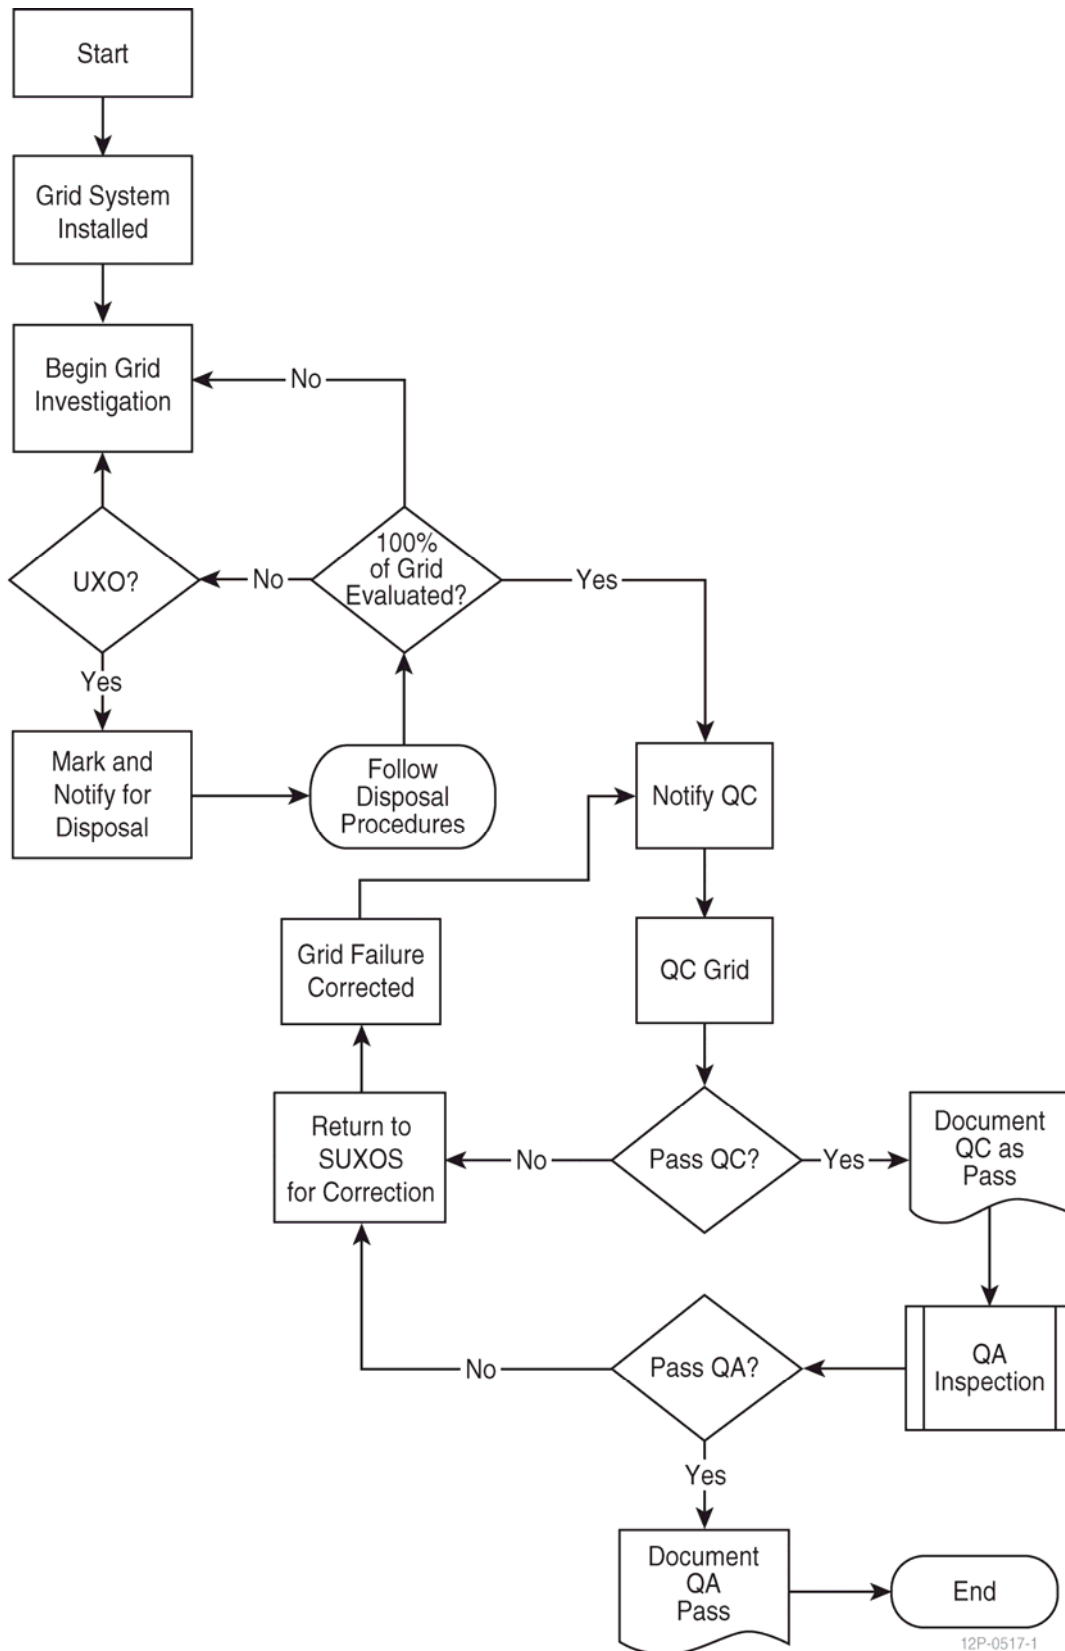 Start
Grid System
Installed
Begin Grid
Investigation
No
100%
of Grid
Evaluated?
UXO?
No
Yes
Yes
Mark and
Notify for
Disposal
Follow
Disposal
Procedures
Notify QC
Grid Failure
Corrected
QC Grid
Return to
SUXOS
for Correction
No
Pass QC?
Yes
Document
QC as
Pass
No
Pass QA?
QA
Inspection
Yes
Document
QA
Pass
End
12P-0517-1